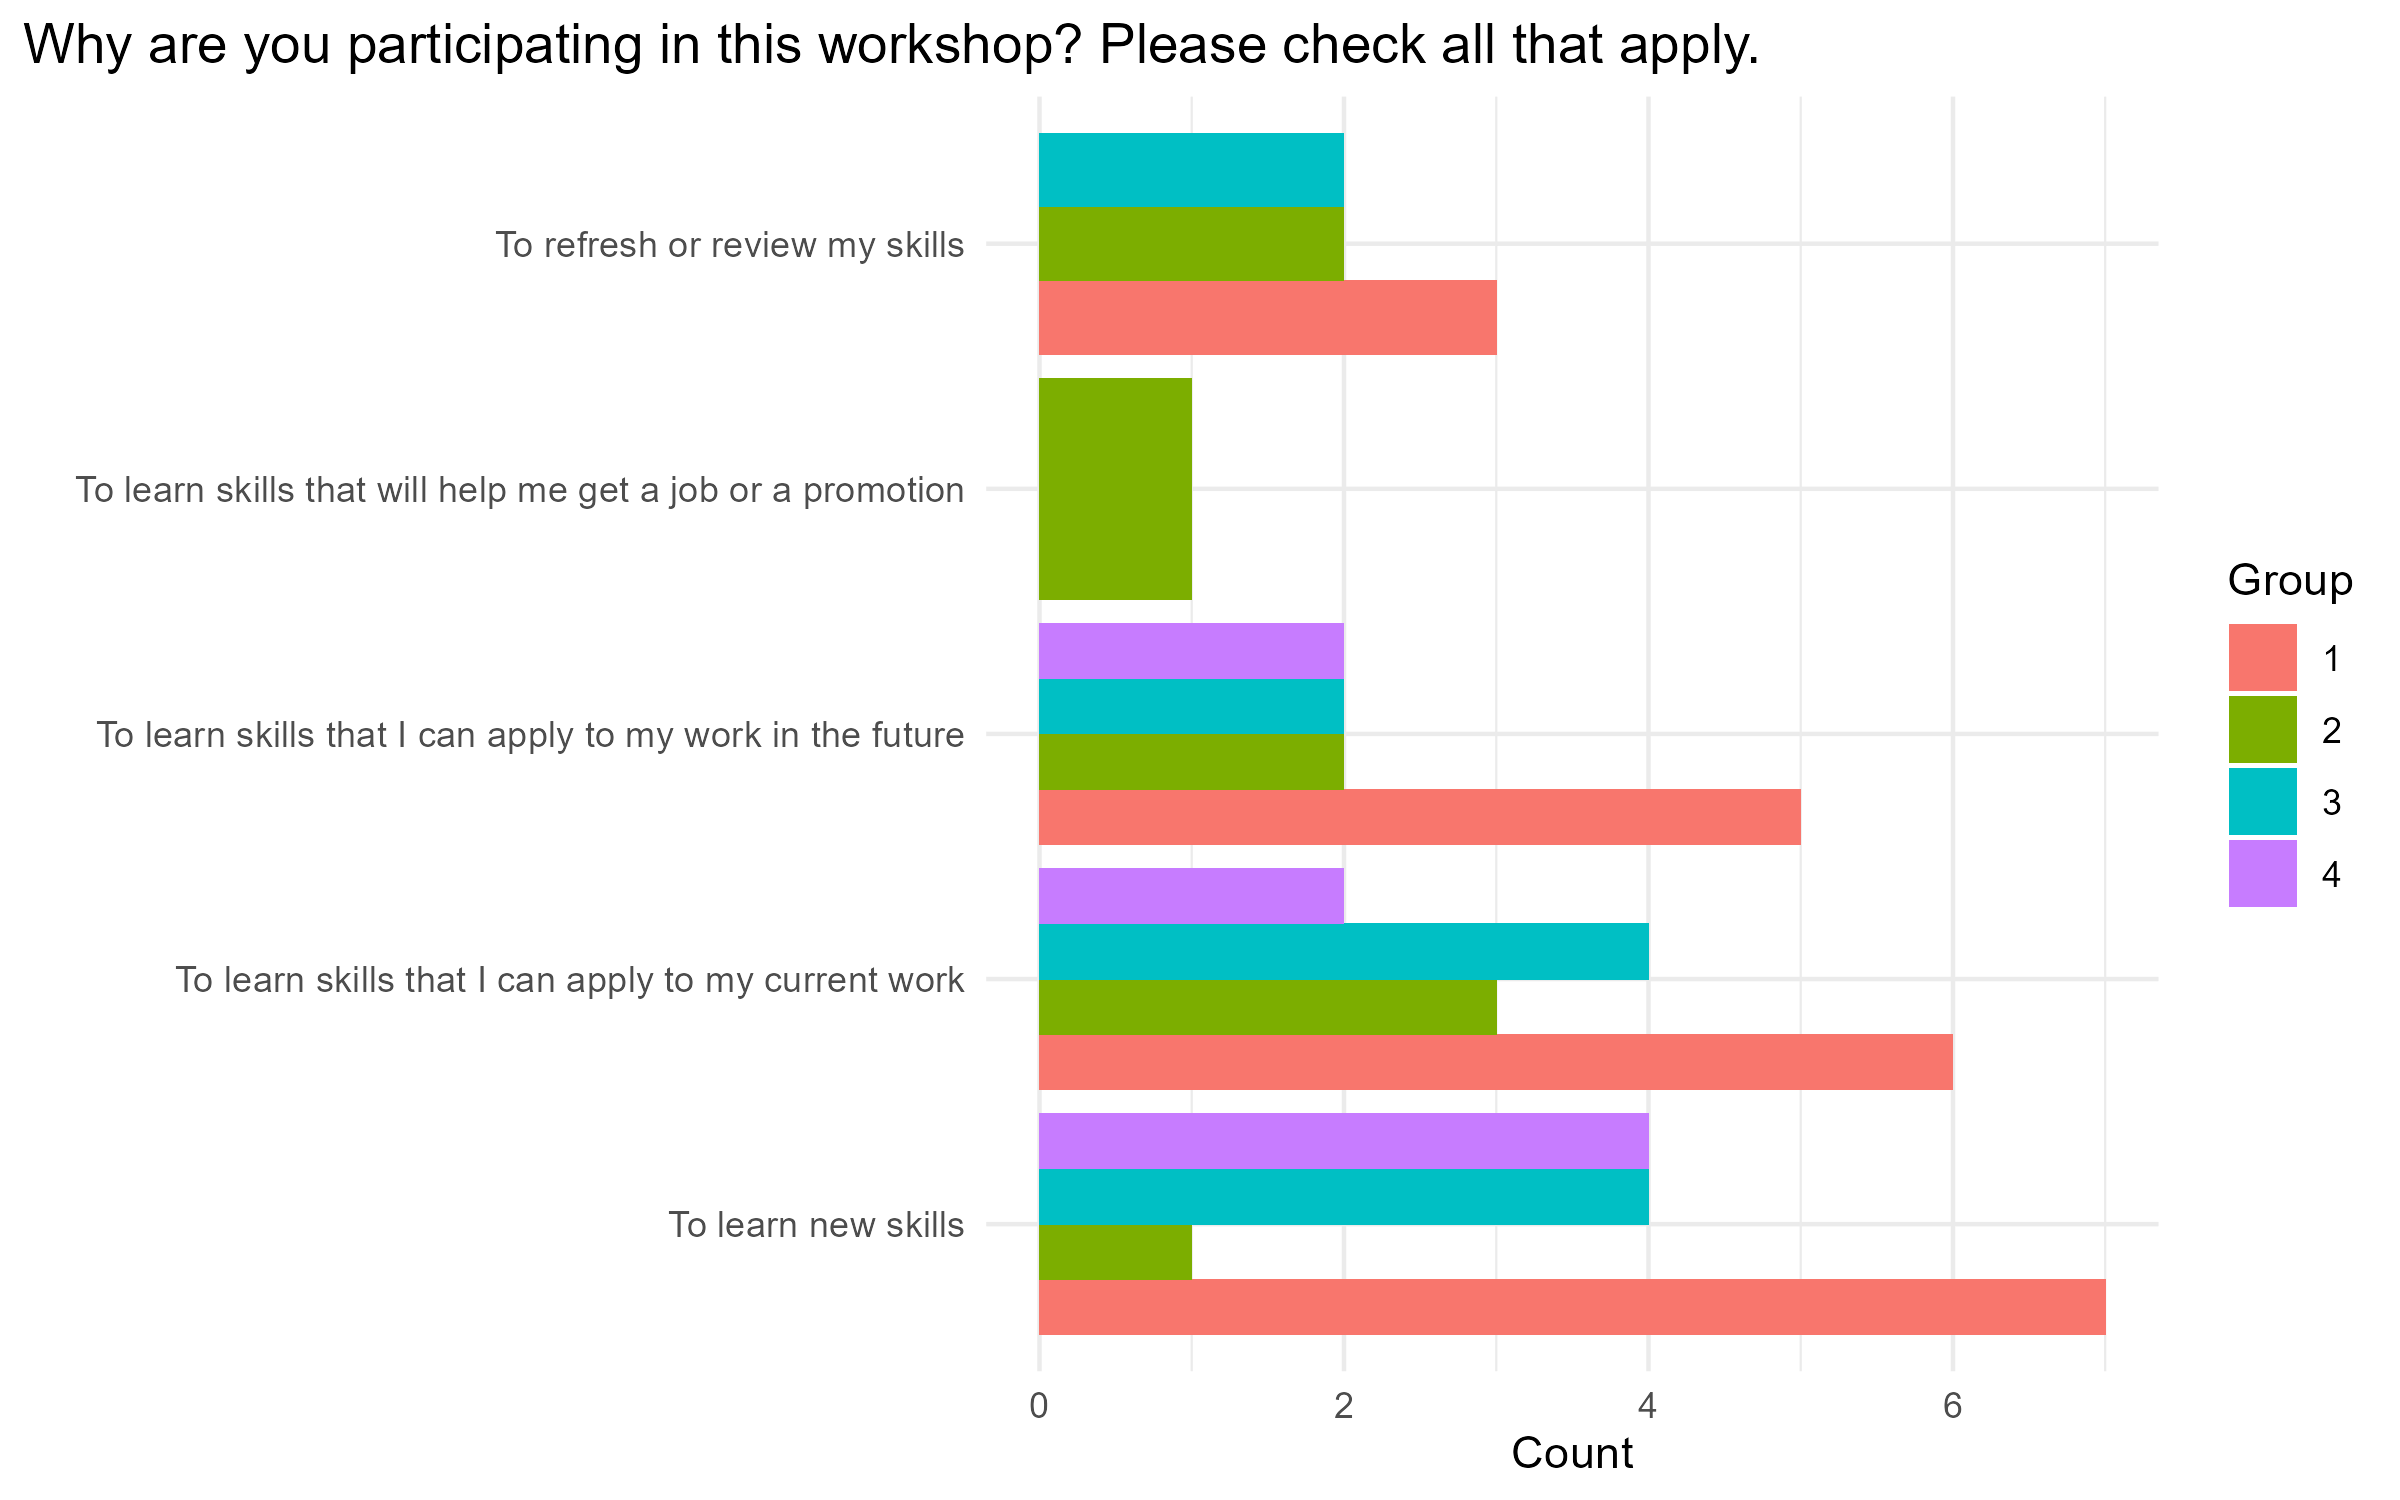 Why are you participating in this workshop? Please check all that apply.
To refresh or review my skills
To learn skills that will help me get a job or a promotion
To learn skills that I can apply to my work in the future
To learn skills that I can apply to my current work
To learn new skills
0 2 4 6
Count
Group
1
2
3
4